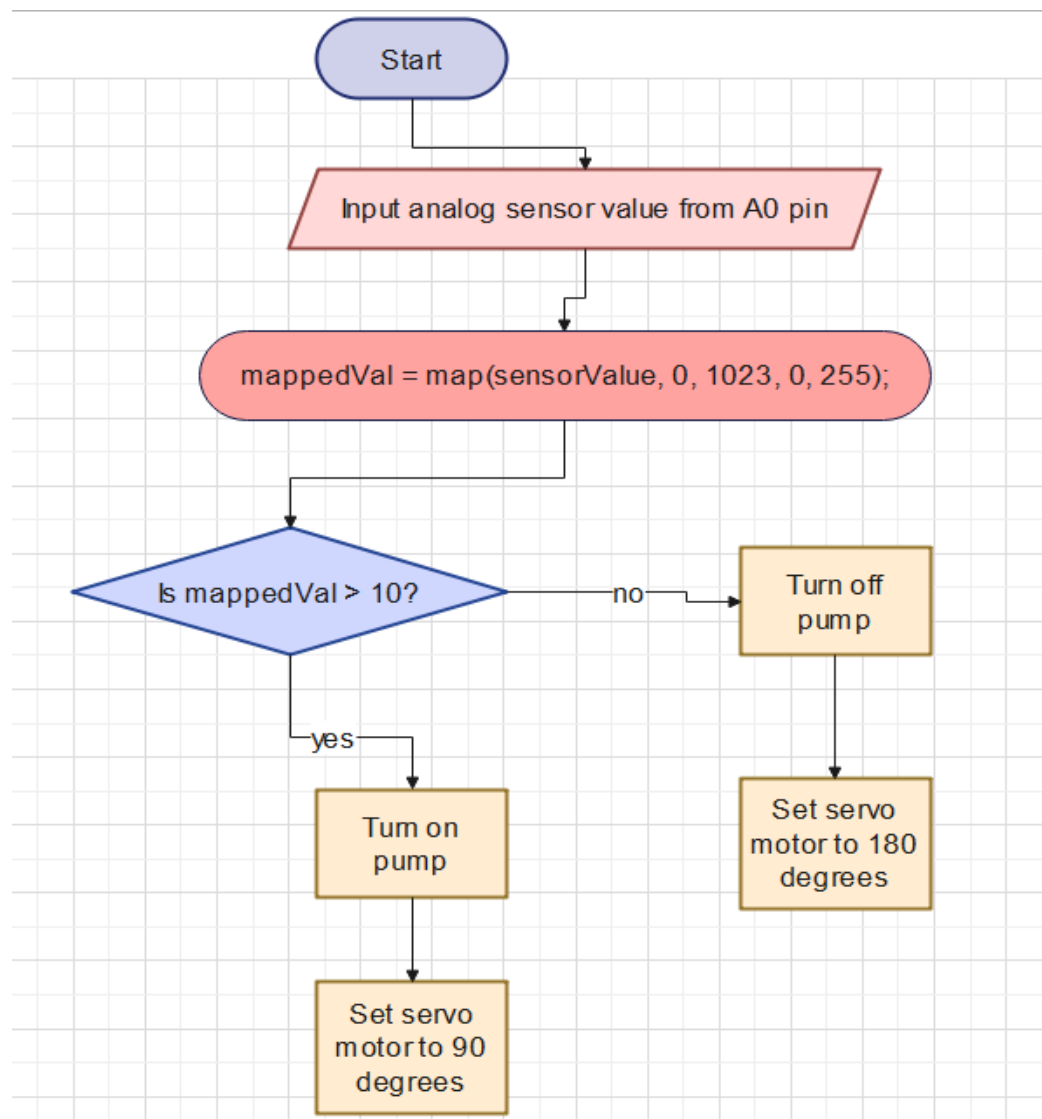 Start
Input analog sensor value from A0 pin
mappedVal = map(sensorValue, 0, 1023, 0, 255);
Is mappedVal > 10?
no
Turn off
pump
yes
Set servo
motor to 180
degrees
Turn on
pump
Set servo
motor to 90
degrees